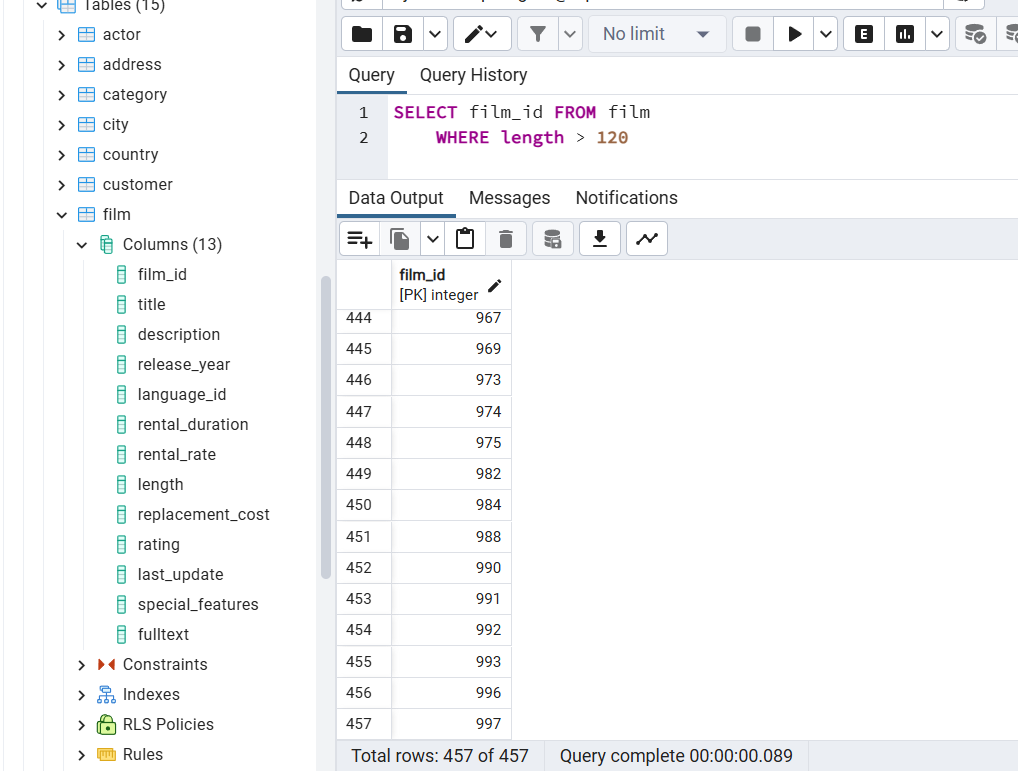 Tables (15)
actor
address
category
city
country
customer
film
Columns (13)
film_id
title
description
release_year
language_id
rental_duration
rental_rate
length
replacement_cost
rating
last_update
special_features
fulltext
Constraints
Indexes
RLS Policies
Rules
No limit
E
Query Query History
1 SELECT film_id FROM film
2 WHERE length > 120
Data Output Messages Notifications
film_id
[PK] integer
444 967
445 969
446 973
447 974
448 975
449 982
450 984
451 988
452 990
453 991
454 992
455 993
456 996
457 997
Total rows: 457 of 457 Query complete 00:00:00.089